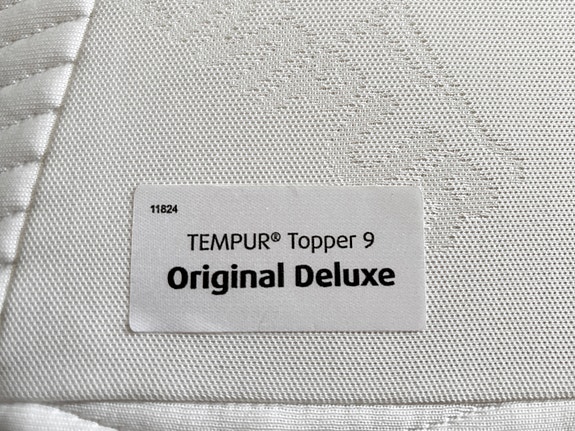 11824
TEMPUR® Topper 9
Original Deluxe